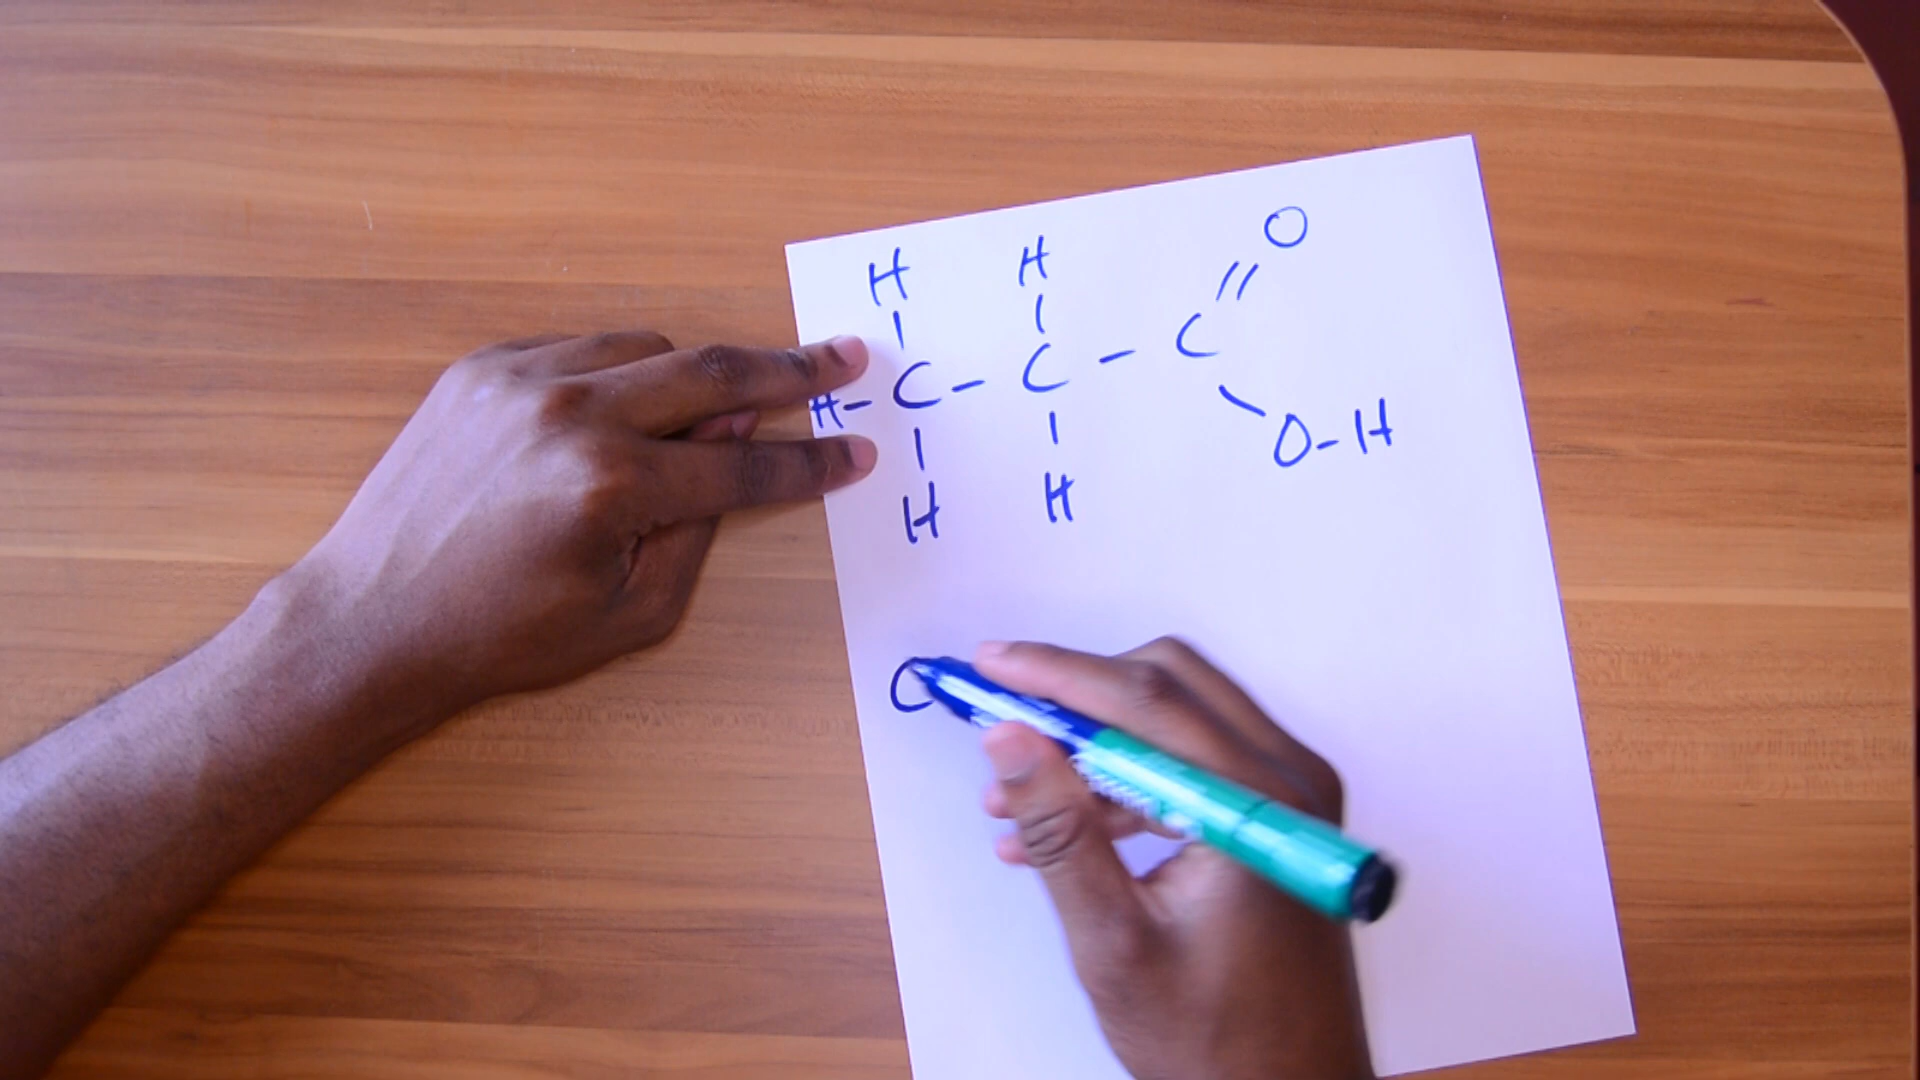 H H O
| | //
H-C-C-C
| | \
H H O-H
C